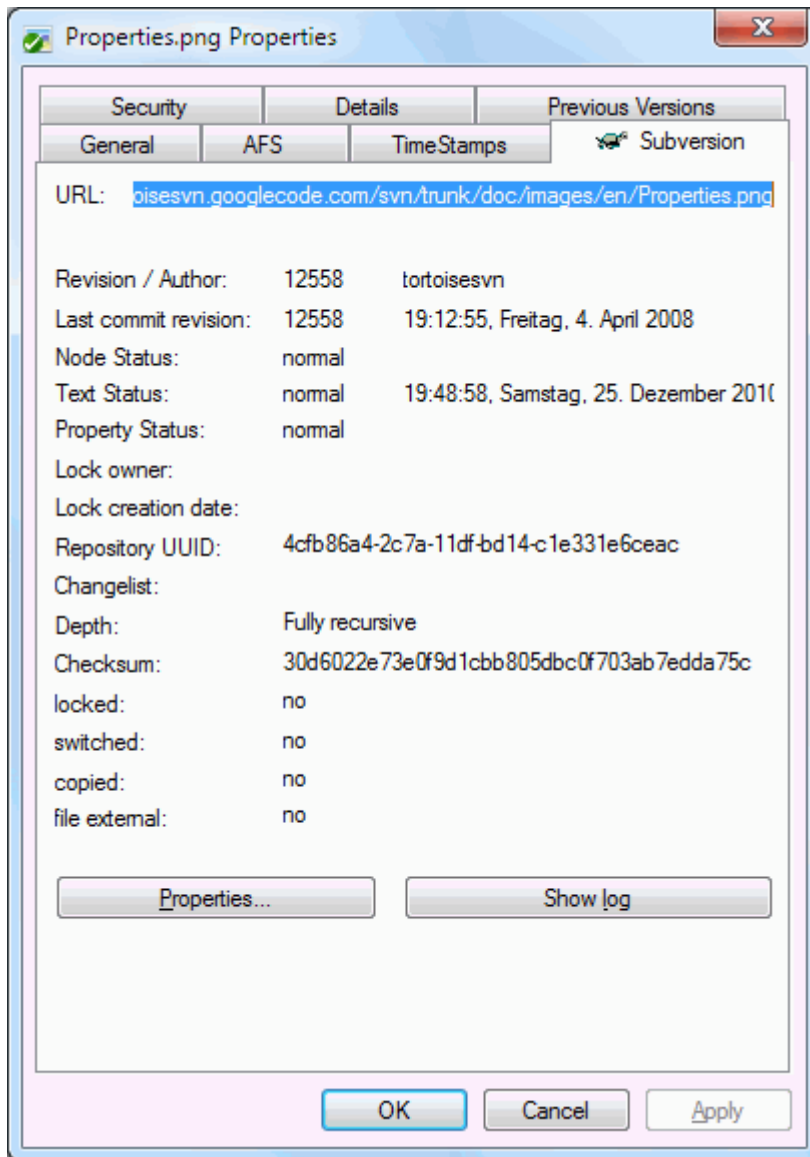 Properties.png Properties
Security Details Previous Versions
General AFS TimeStamps Subversion
URL: oisesvn.googlecode.com/svn/trunk/doc/images/en/Properties.png
Revision / Author: 12558 tortoisesvn
Last commit revision: 12558 19:12:55, Freitag, 4. April 2008
Node Status: normal
Text Status: normal 19:48:58, Samstag, 25. Dezember 2010
Property Status: normal
Lock owner:
Lock creation date:
Repository UUID: 4cfb86a4-2c7a-11df-bd14-c1e331e6ceac
Changelist:
Depth: Fully recursive
Checksum: 30d6022e73e0f9d1cbb805dbc0f703ab7edda75c
locked: no
switched: no
copied: no
file external: no
Properties... Show log
OK Cancel Apply